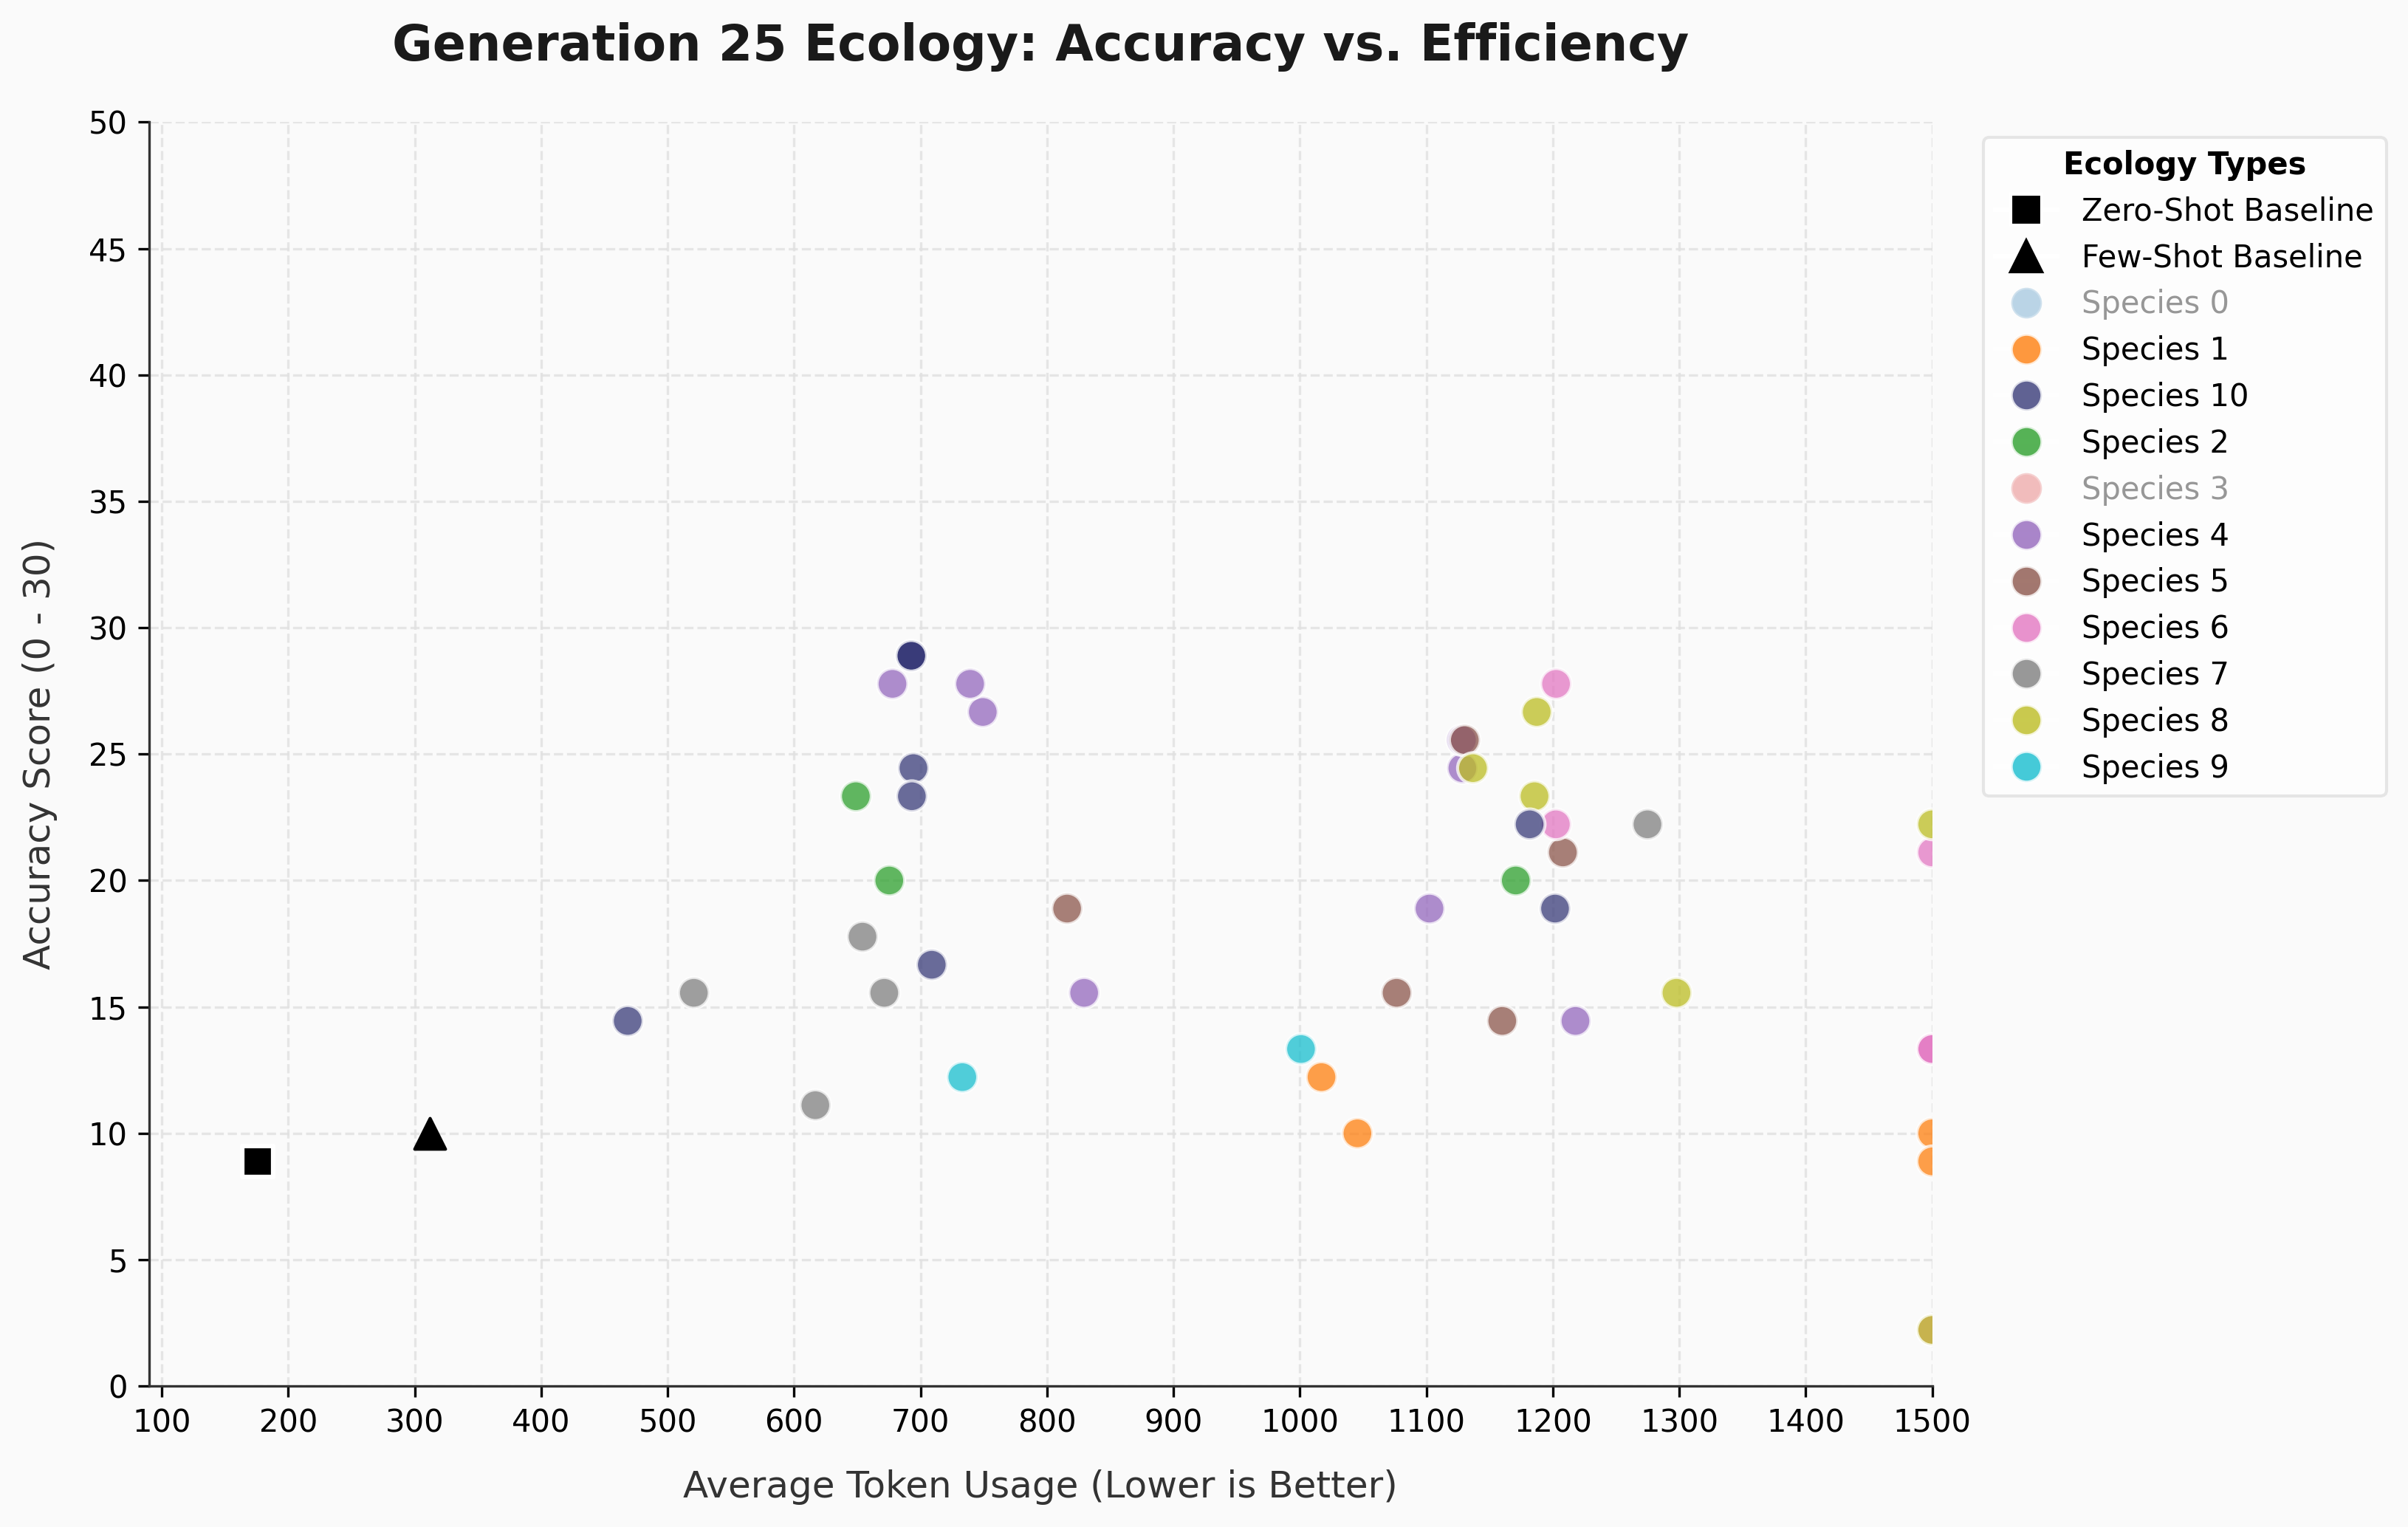 Generation 25 Ecology: Accuracy vs. Efficiency
Accuracy Score (0 - 30)
50
45
40
35
30
25
20
15
10
5
0
100 200 300 400 500 600 700 800 900 1000 1100 1200 1300 1400 1500
Average Token Usage (Lower is Better)
Ecology Types
Zero-Shot Baseline
Few-Shot Baseline
Species 0
Species 1
Species 10
Species 2
Species 3
Species 4
Species 5
Species 6
Species 7
Species 8
Species 9